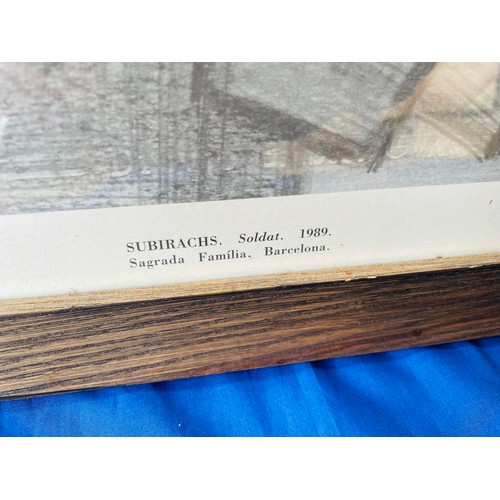 SUBIRACHS. Soldat. 1989.
Sagrada Família, Barcelona.